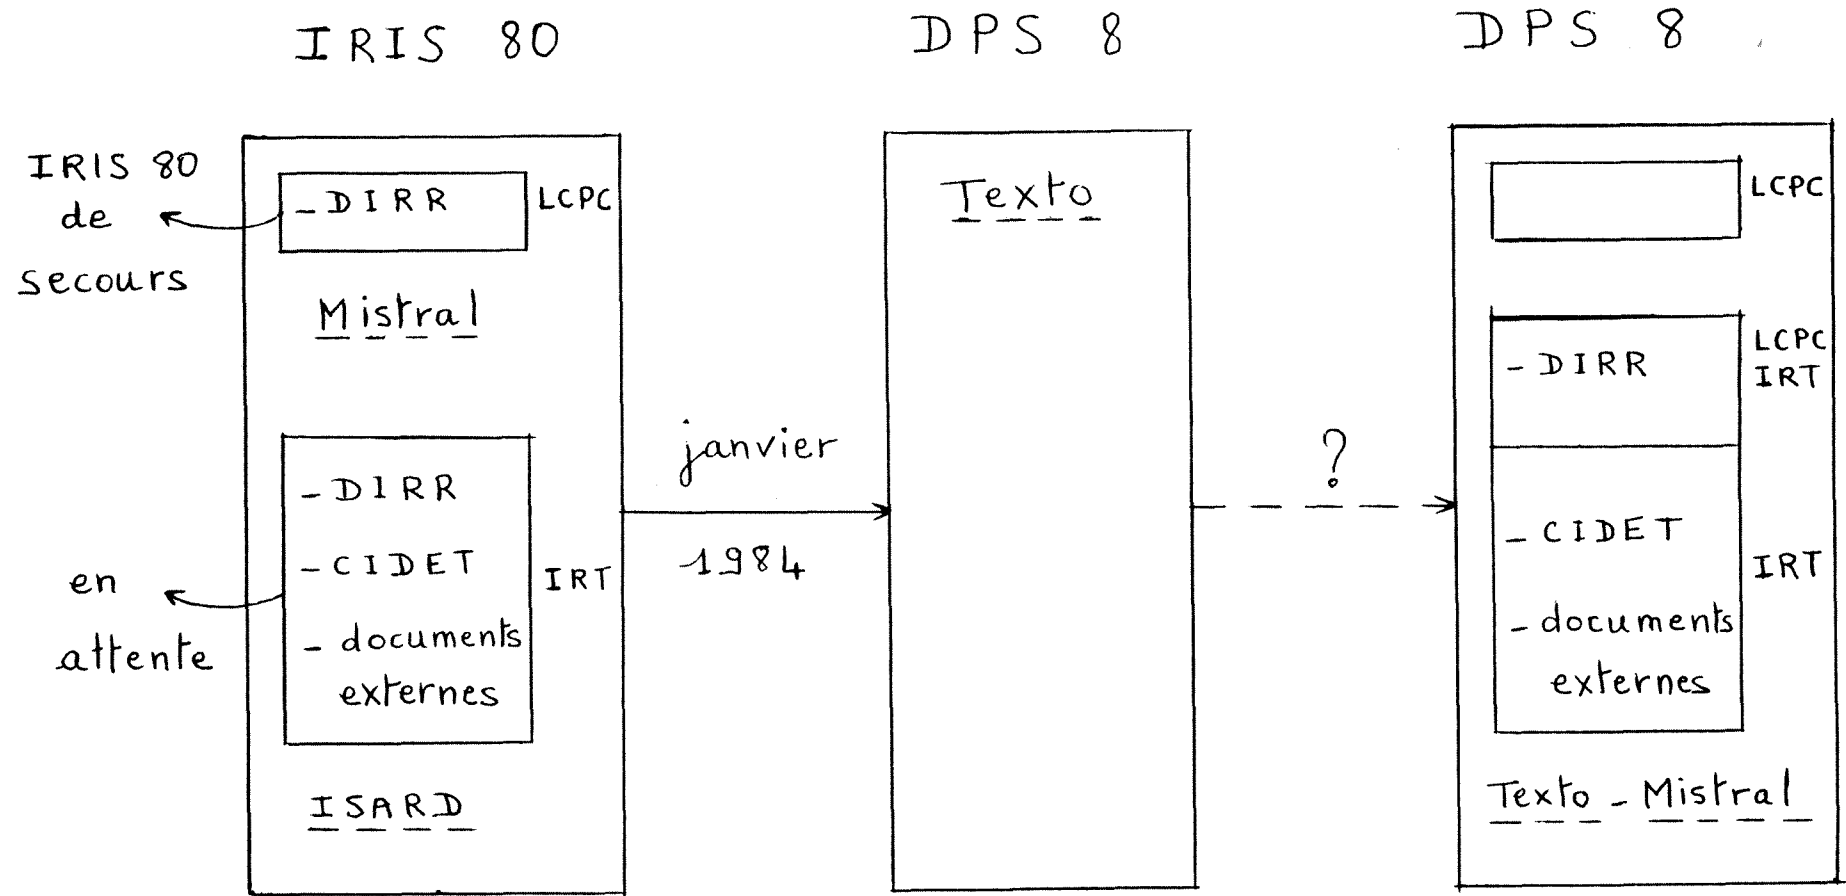 IRIS 80
DPS 8
DPS 8
IRIS 80
de
secours
- DIRR
LCPC
Mistral
- DIRR
- CIDET
- documents
externes
IRT
en
attente
ISARD
janvier
1984
Texto
?
LCPC
- DIRR
LCPC
IRT
- CIDET
- documents
externes
IRT
Texto - Mistral